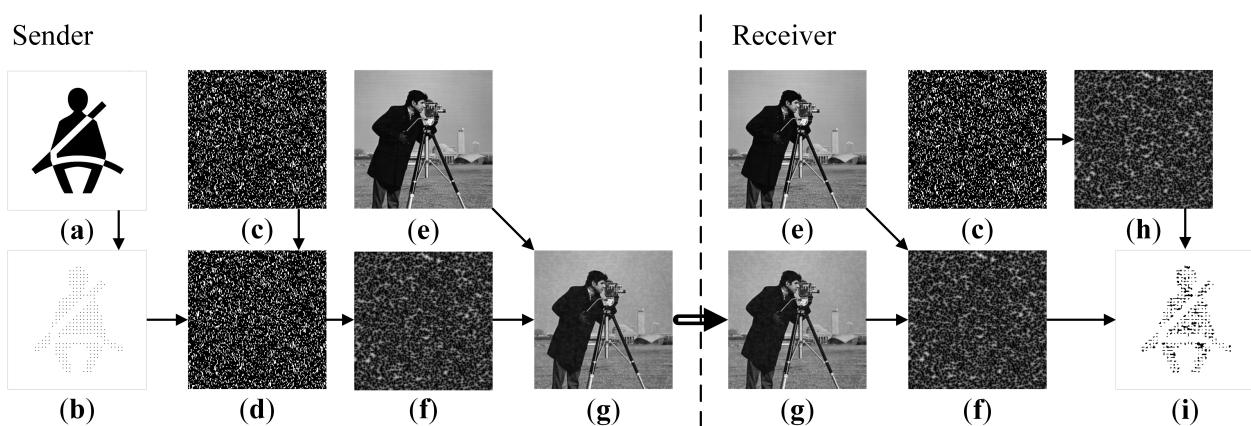 Sender
Receiver
(a)
(c)
(e)
(e)
(c)
(h)
(b)
(d)
(f)
(g)
(g)
(f)
(i)